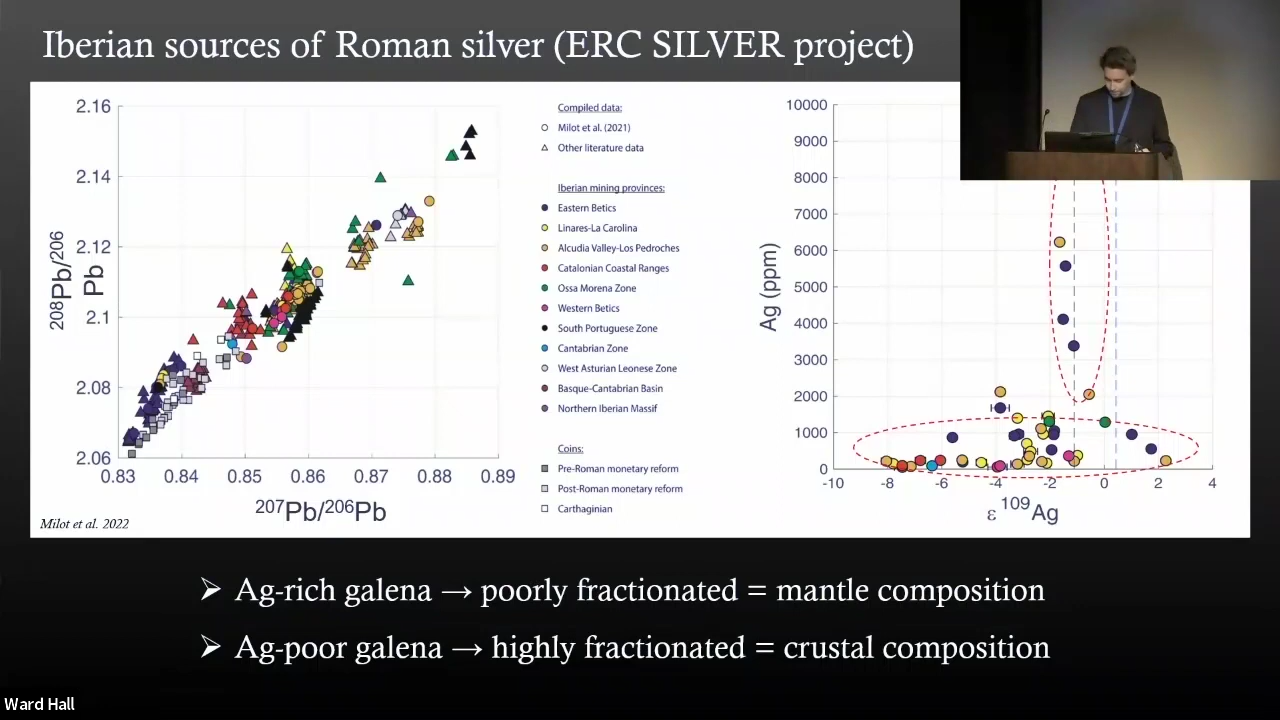 Iberian sources of Roman silver (ERC SILVER project)
2.16
2.14
2.12
2.1
2.08
2.06
208Pb/206
Pb
0.83 0.84 0.85 0.86 0.87 0.88 0.89
207Pb/206Pb
Milot et al. 2022
Compiled data:
Milot et al. (2021)
Other literature data
Iberian mining provinces:
Eastern Betics
Linares-La Carolina
Alcudia Valley-Los Pedroches
Catalonian Coastal Ranges
Ossa Morena Zone
Western Betics
South Portuguese Zone
Cantabrian Zone
West Asturian Leonese Zone
Basque-Cantabrian Basin
Northern Iberian Massif
Coins:
Pre-Roman monetary reform
Post-Roman monetary reform
Carthaginian
10000
9000
8000
7000
6000
5000
4000
3000
2000
1000
0
Ag (ppm)
-10 -8 -6 -4 -2 0 2 4
ε 109Ag
➢ Ag-rich galena → poorly fractionated = mantle composition
➢ Ag-poor galena → highly fractionated = crustal composition
Ward Hall